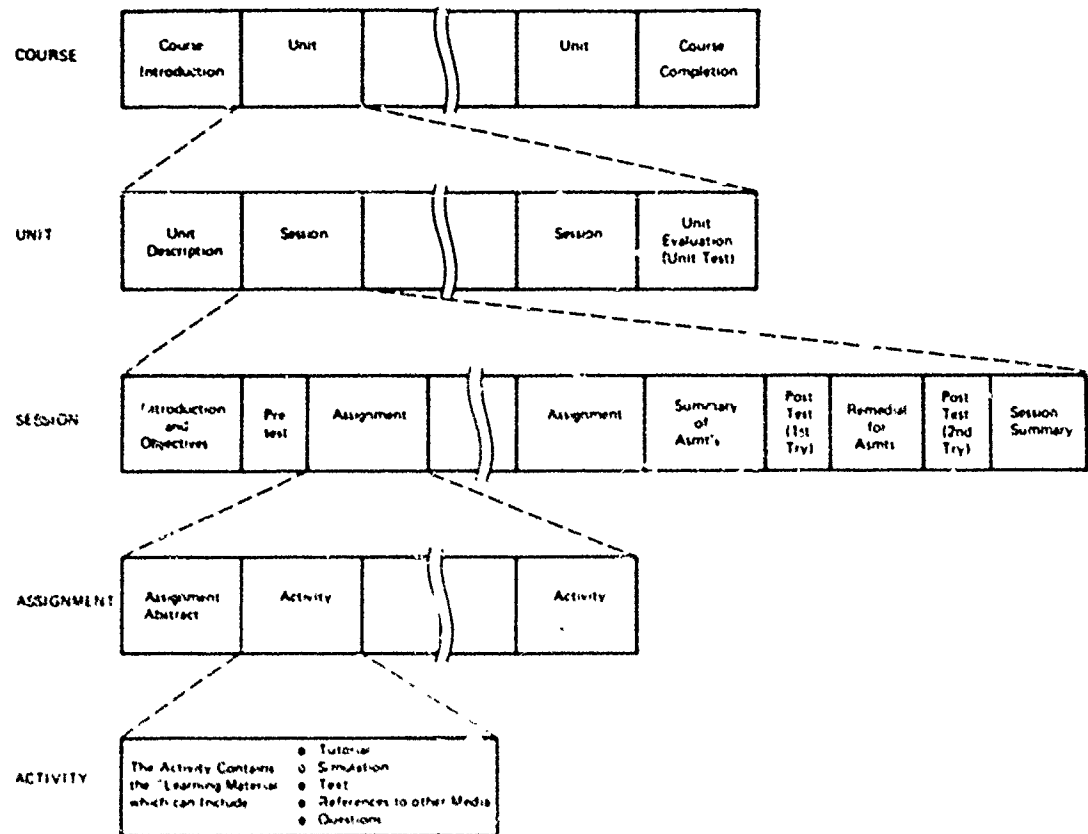 COURSE
Course
Introduction
Unit
Unit
Course
Completion
UNIT
Unit
Description
Session
Session
Unit
Evaluation
(Unit Test)
SESSION
Introduction
and
Objectives
Pre
test
Assignment
Assignment
Summary
of
Asmt's
Post
Test
(1st
Try)
Remedial
for
Asmts
Post
Test
(2nd
Try)
Session
Summary
ASSIGNMENT
Assignment
Abstract
Activity
Activity
ACTIVITY
The Activity Contains
the "Learning Material
which can Include
• Tutorial
o Simulation
• Test
• References to other Media
• Questions